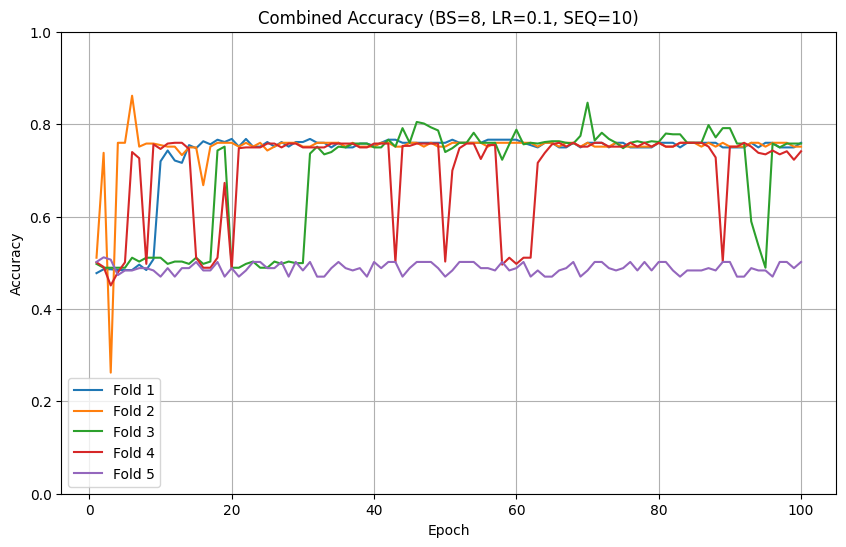 Combined Accuracy (BS=8, LR=0.1, SEQ=10)
1.0
0.8
0.6
0.4
0.2
0.0
Accuracy
Fold 1
Fold 2
Fold 3
Fold 4
Fold 5
0 20 40 60 80 100
Epoch